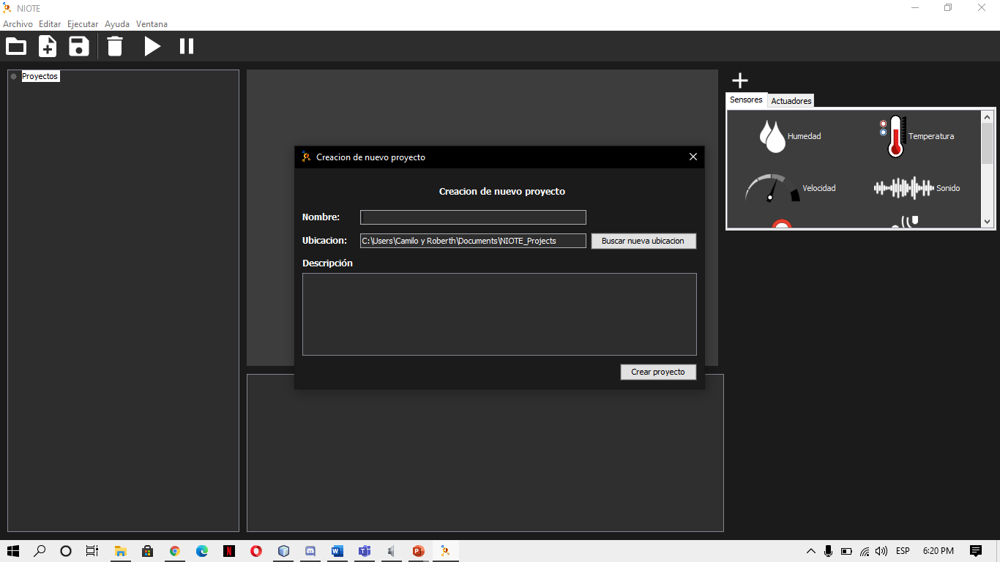 NIOTE
Archivo Editar Ejecutar Ayuda Ventana
Proyectos
Sensores Actuadores
Humedad Temperatura
Velocidad Sonido
Creacion de nuevo proyecto
Creacion de nuevo proyecto
Nombre:
Ubicacion: C:\Users\Camilo y Roberth\Documents\NIOTE_Projects Buscar nueva ubicacion
Descripción
Crear proyecto
ESP 6:20 PM